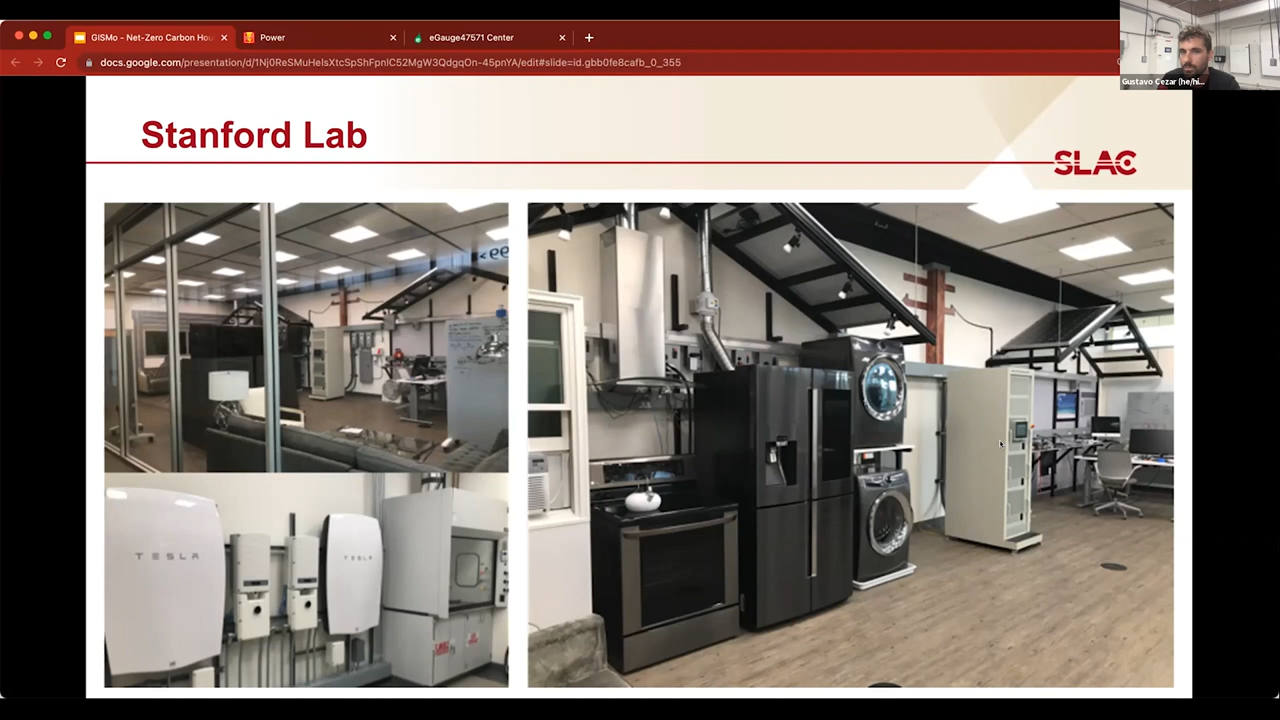 GISMo - Net-Zero Carbon Hou
Power
eGauge47571 Center
docs.google.com/presentation/d/1Nj0ReSMuHeIsXtcSpShFpnIC52MgW3QdgqOn-45pnYA/edit#slide=id.gbb0fe8cafb_0_355
Gustavo Cezar (he/hi...
Stanford Lab
SLAC
TESLA
TESLA